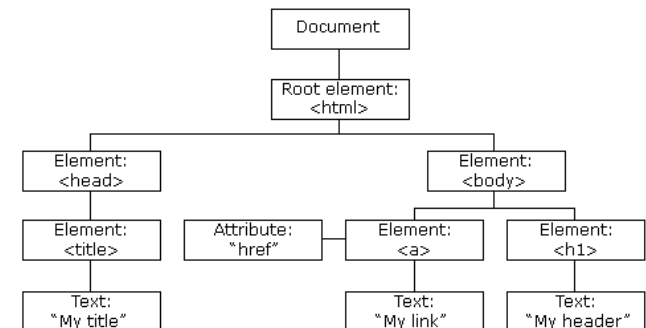 Document
Root element:
<html>
Element:
<head>
Element:
<body>
Element:
<title>
Attribute:
"href"
Element:
<a>
Element:
<h1>
Text:
"My title"
Text:
"My link"
Text:
"My header"